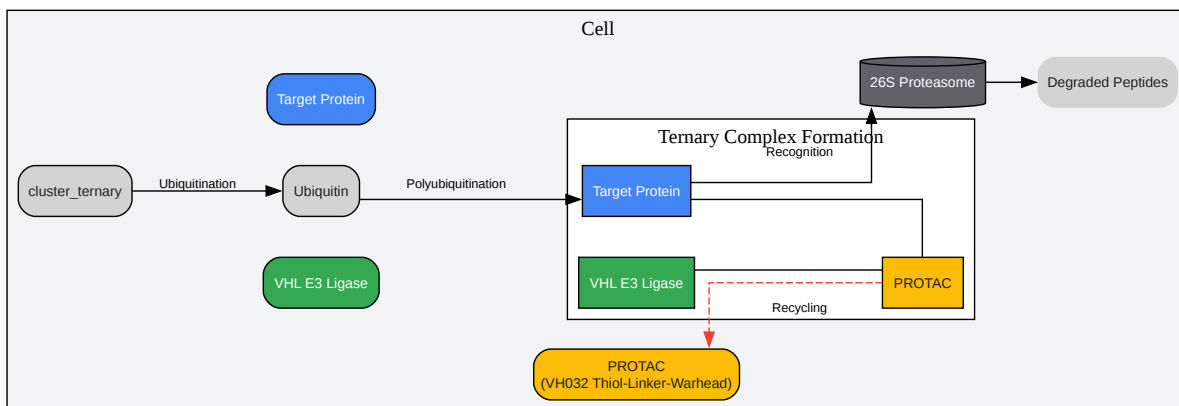 Cell
Target Protein
26S Proteasome
Degraded Peptides
Ternary Complex Formation
Recognition
cluster_ternary
Ubiquitination
Ubiquitin
Polyubiquitination
Target Protein
VHL E3 Ligase
VHL E3 Ligase
PROTAC
Recycling
PROTAC
(VH032 Thiol-Linker-Warhead)